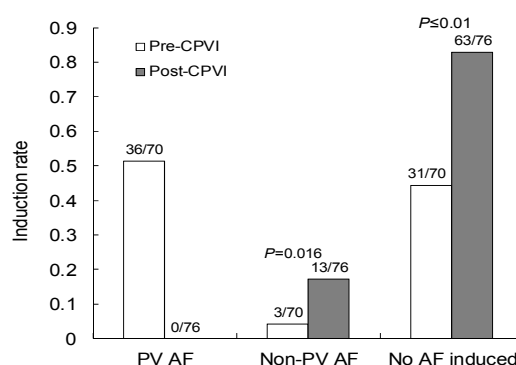 P≤0.01
0.9
63/76
Pre-CPVI
0.8
Post-CPVI
0.7
0.6
36/70
0.5
31/70
0.4
Induction rate
0.3
P=0.016
13/76
0.2
0.1
3/70
0/76
0
PV AF
Non-PV AF
No AF induced